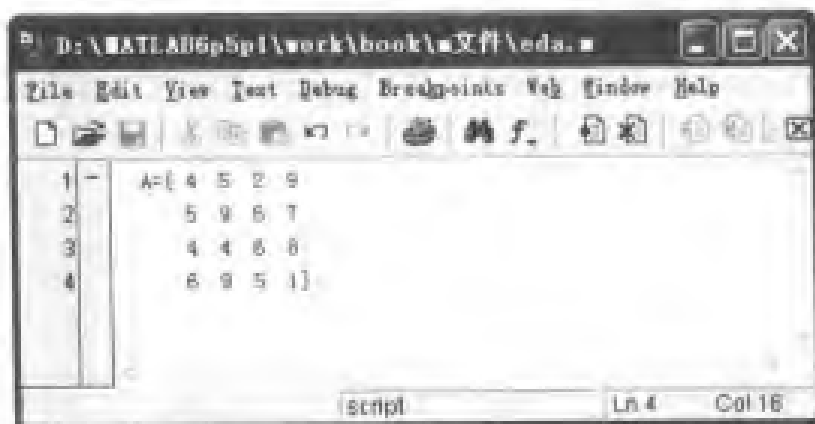 D:\MATLAB6p5p1\work\book\m文件\eda.m
File Edit View Text Debug Breakpoints Web Window Help
1 - A=[ 4 5 2 9
2 5 9 6 7
3 4 4 6 8
4 6 9 5 1]
script Ln 4 Col 16